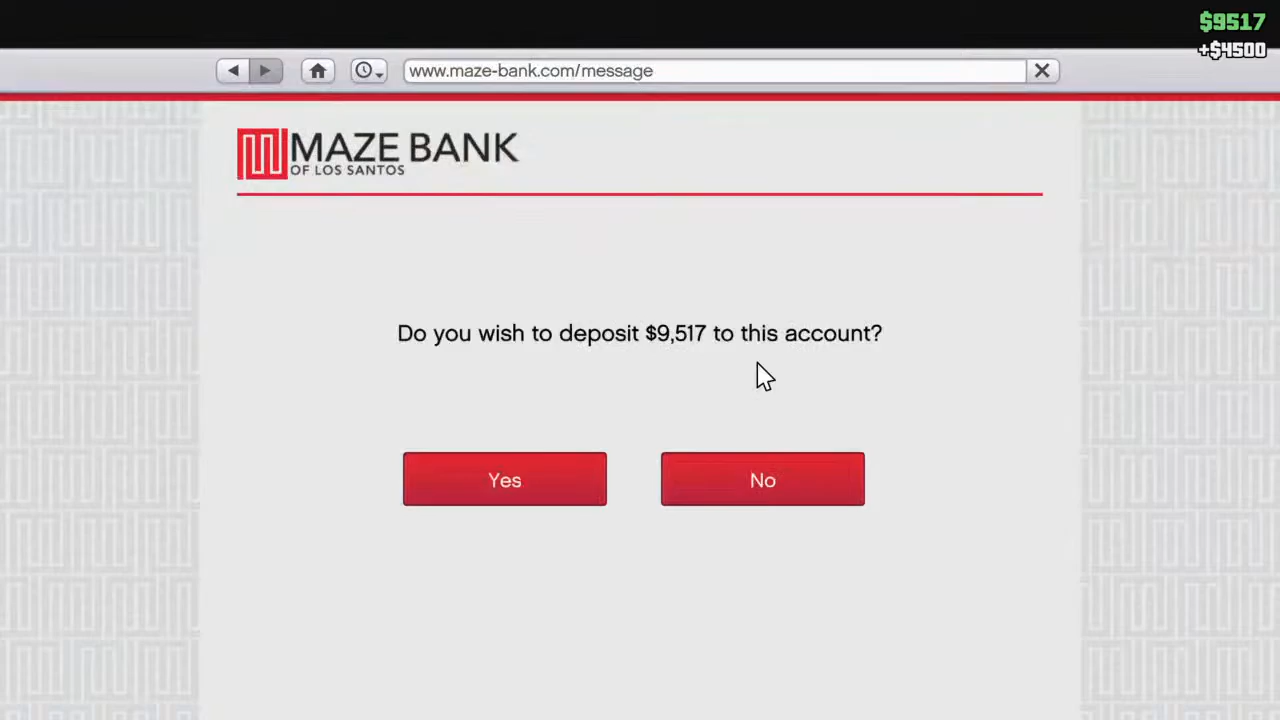 $9517
+$4500
www.maze-bank.com/message
MAZE BANK
OF LOS SANTOS
Do you wish to deposit $9,517 to this account?
Yes
No